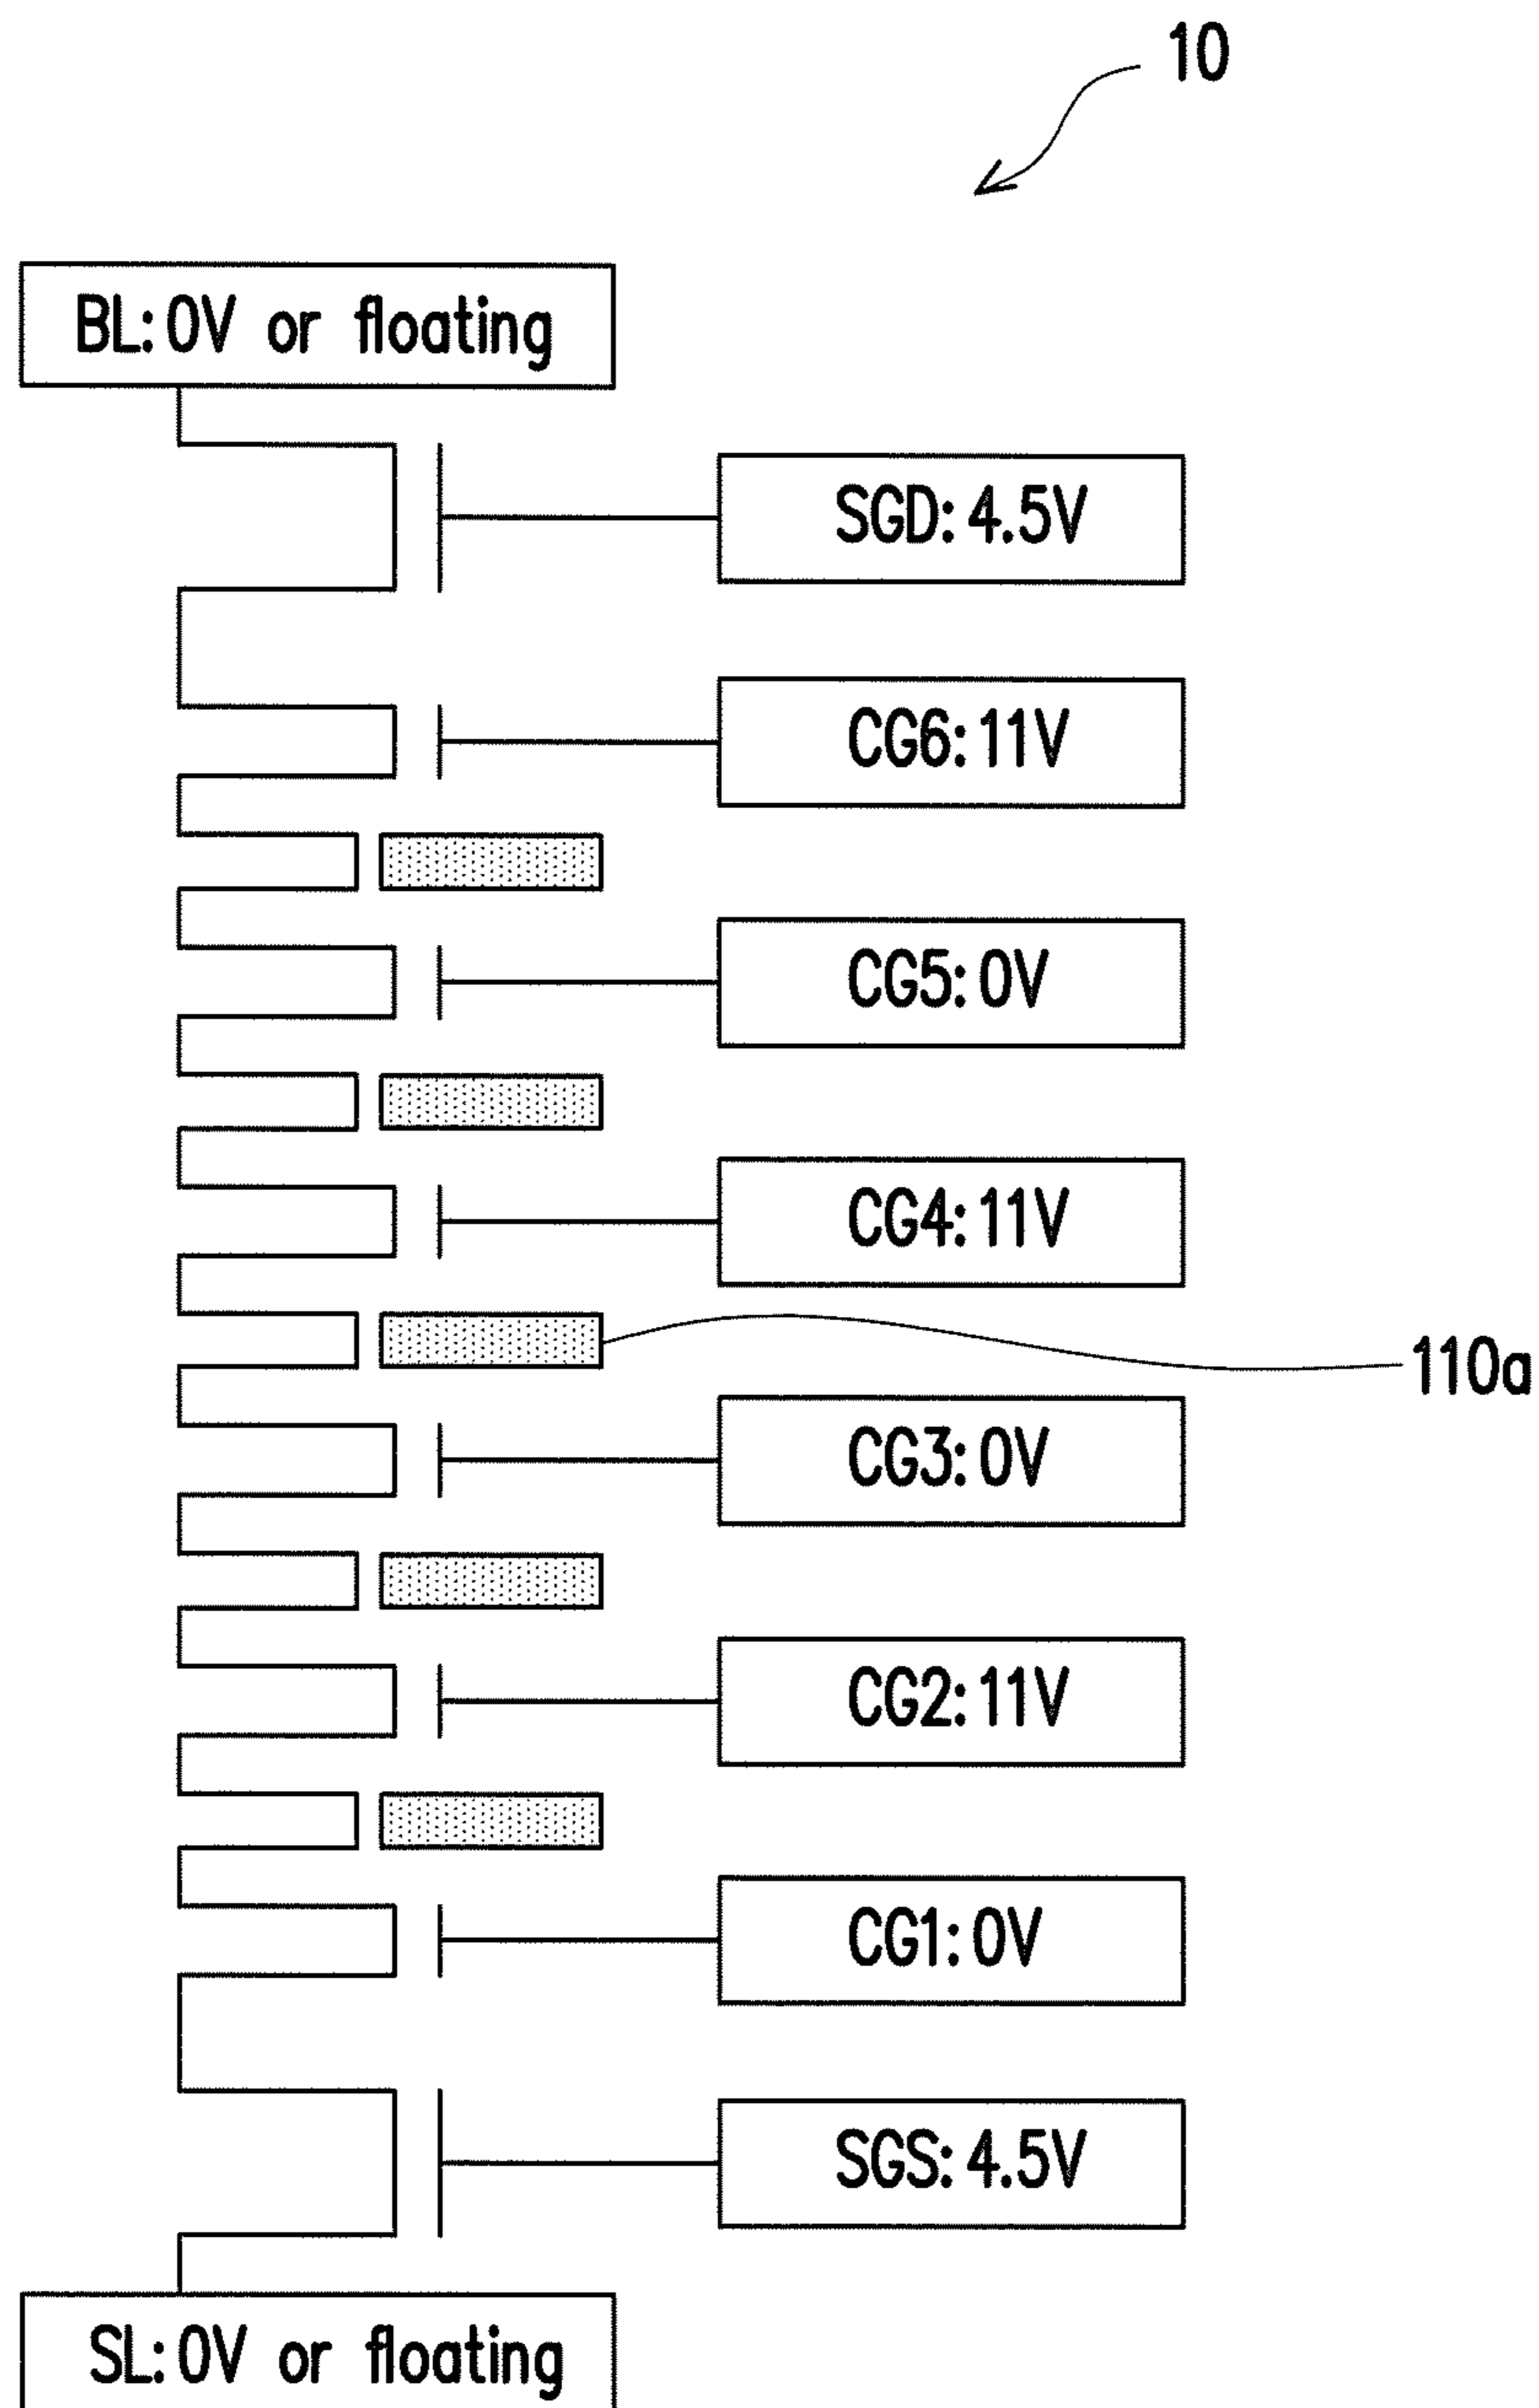 10
BL: 0V or floating
SGD: 4.5V
CG6: 11V
CG5: 0V
CG4: 11V
110a
CG3: 0V
CG2: 11V
CG1: 0V
SGS: 4.5V
SL: 0V or floating